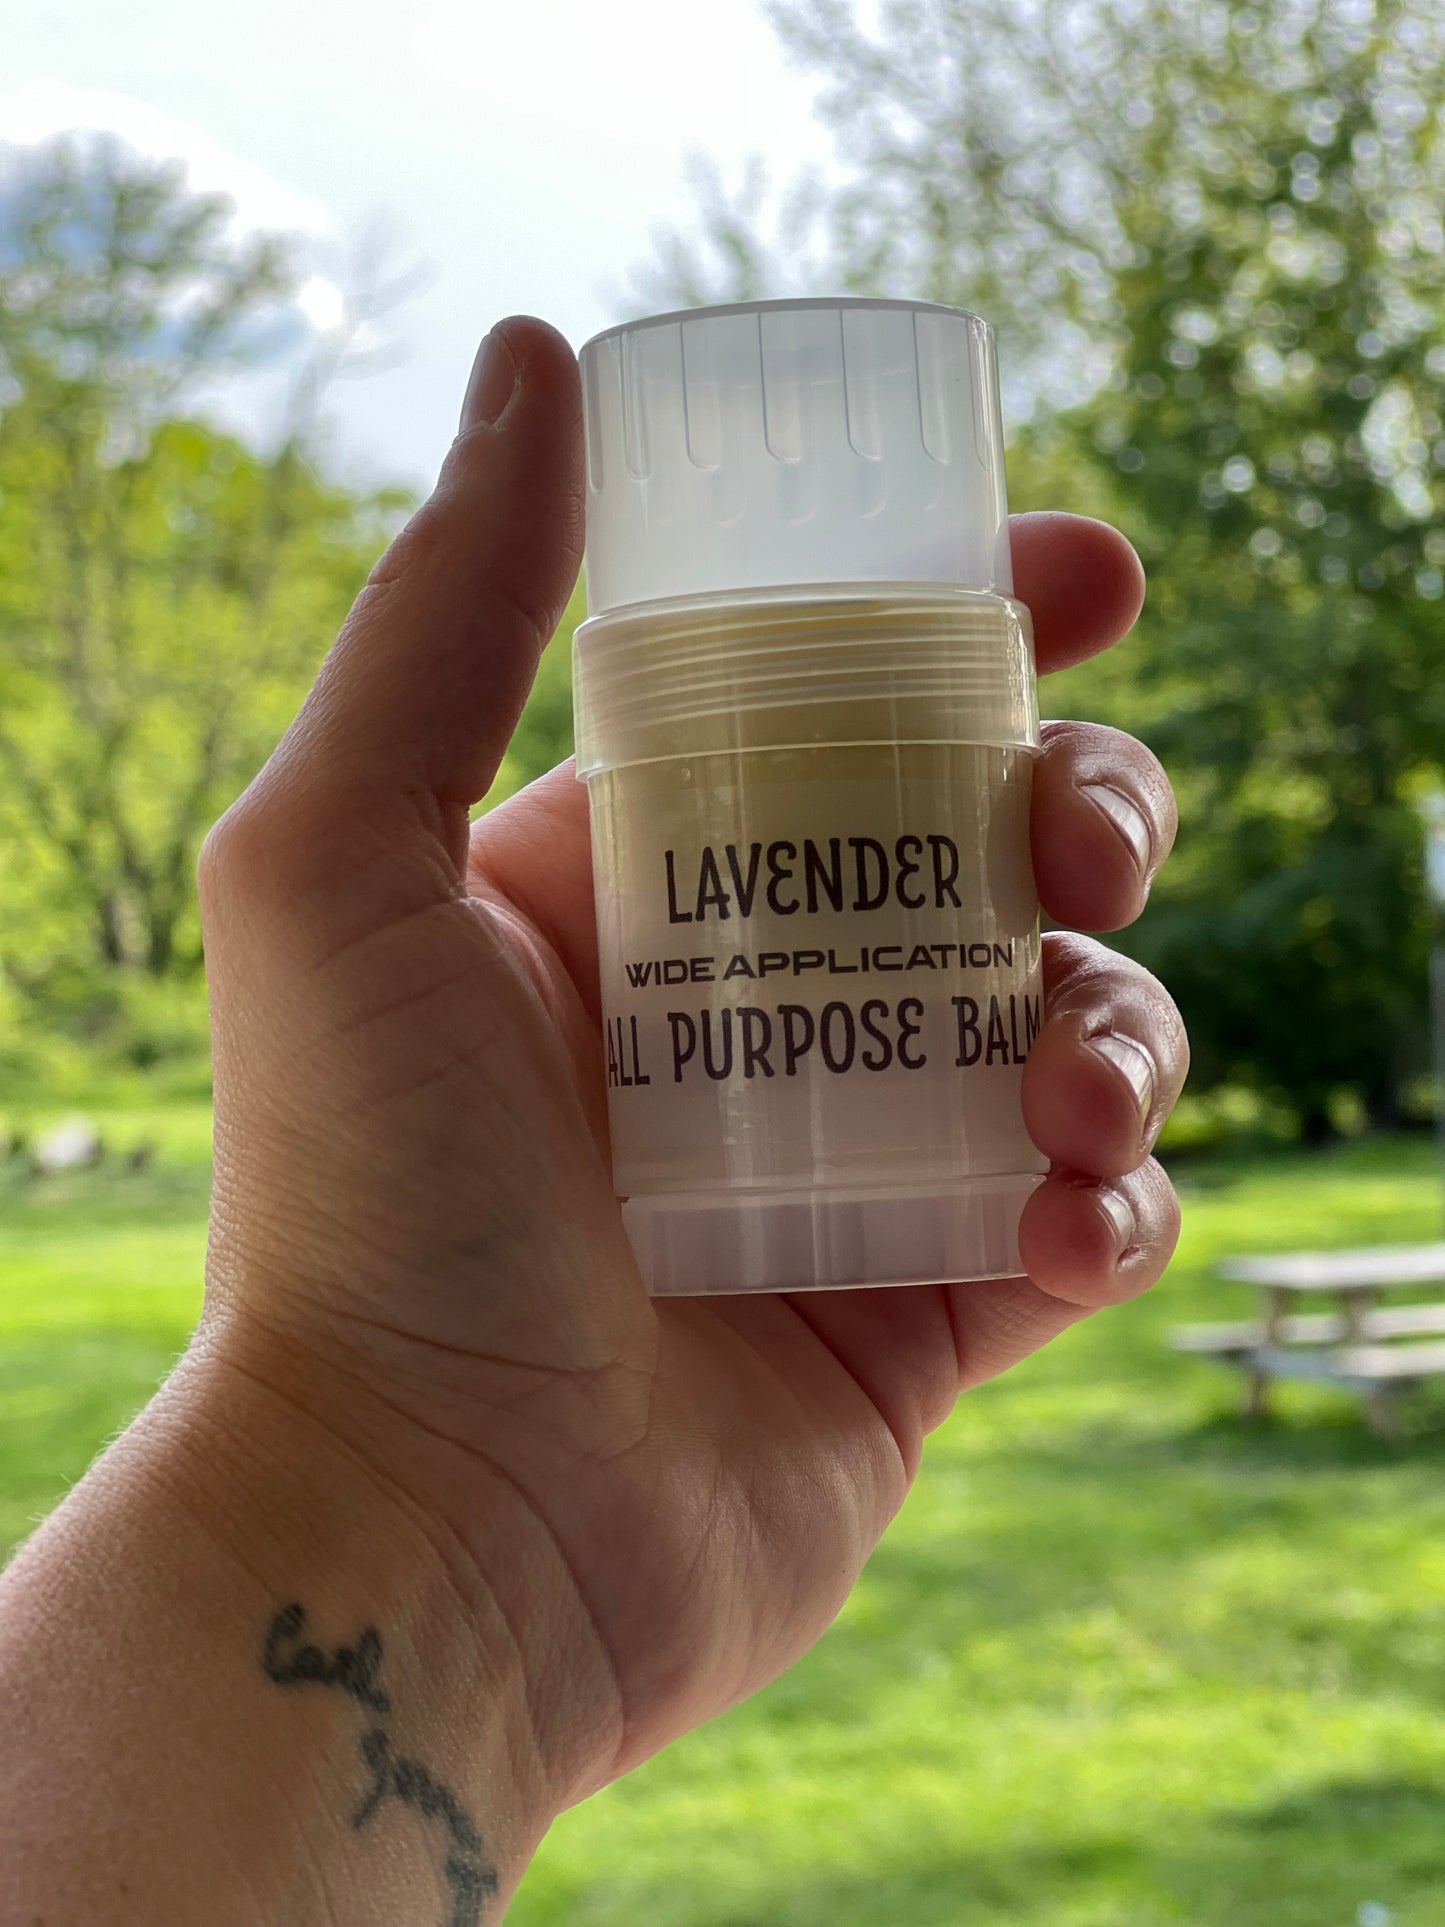 LAVENDER
WIDE APPLICATION
ALL PURPOSE BALM